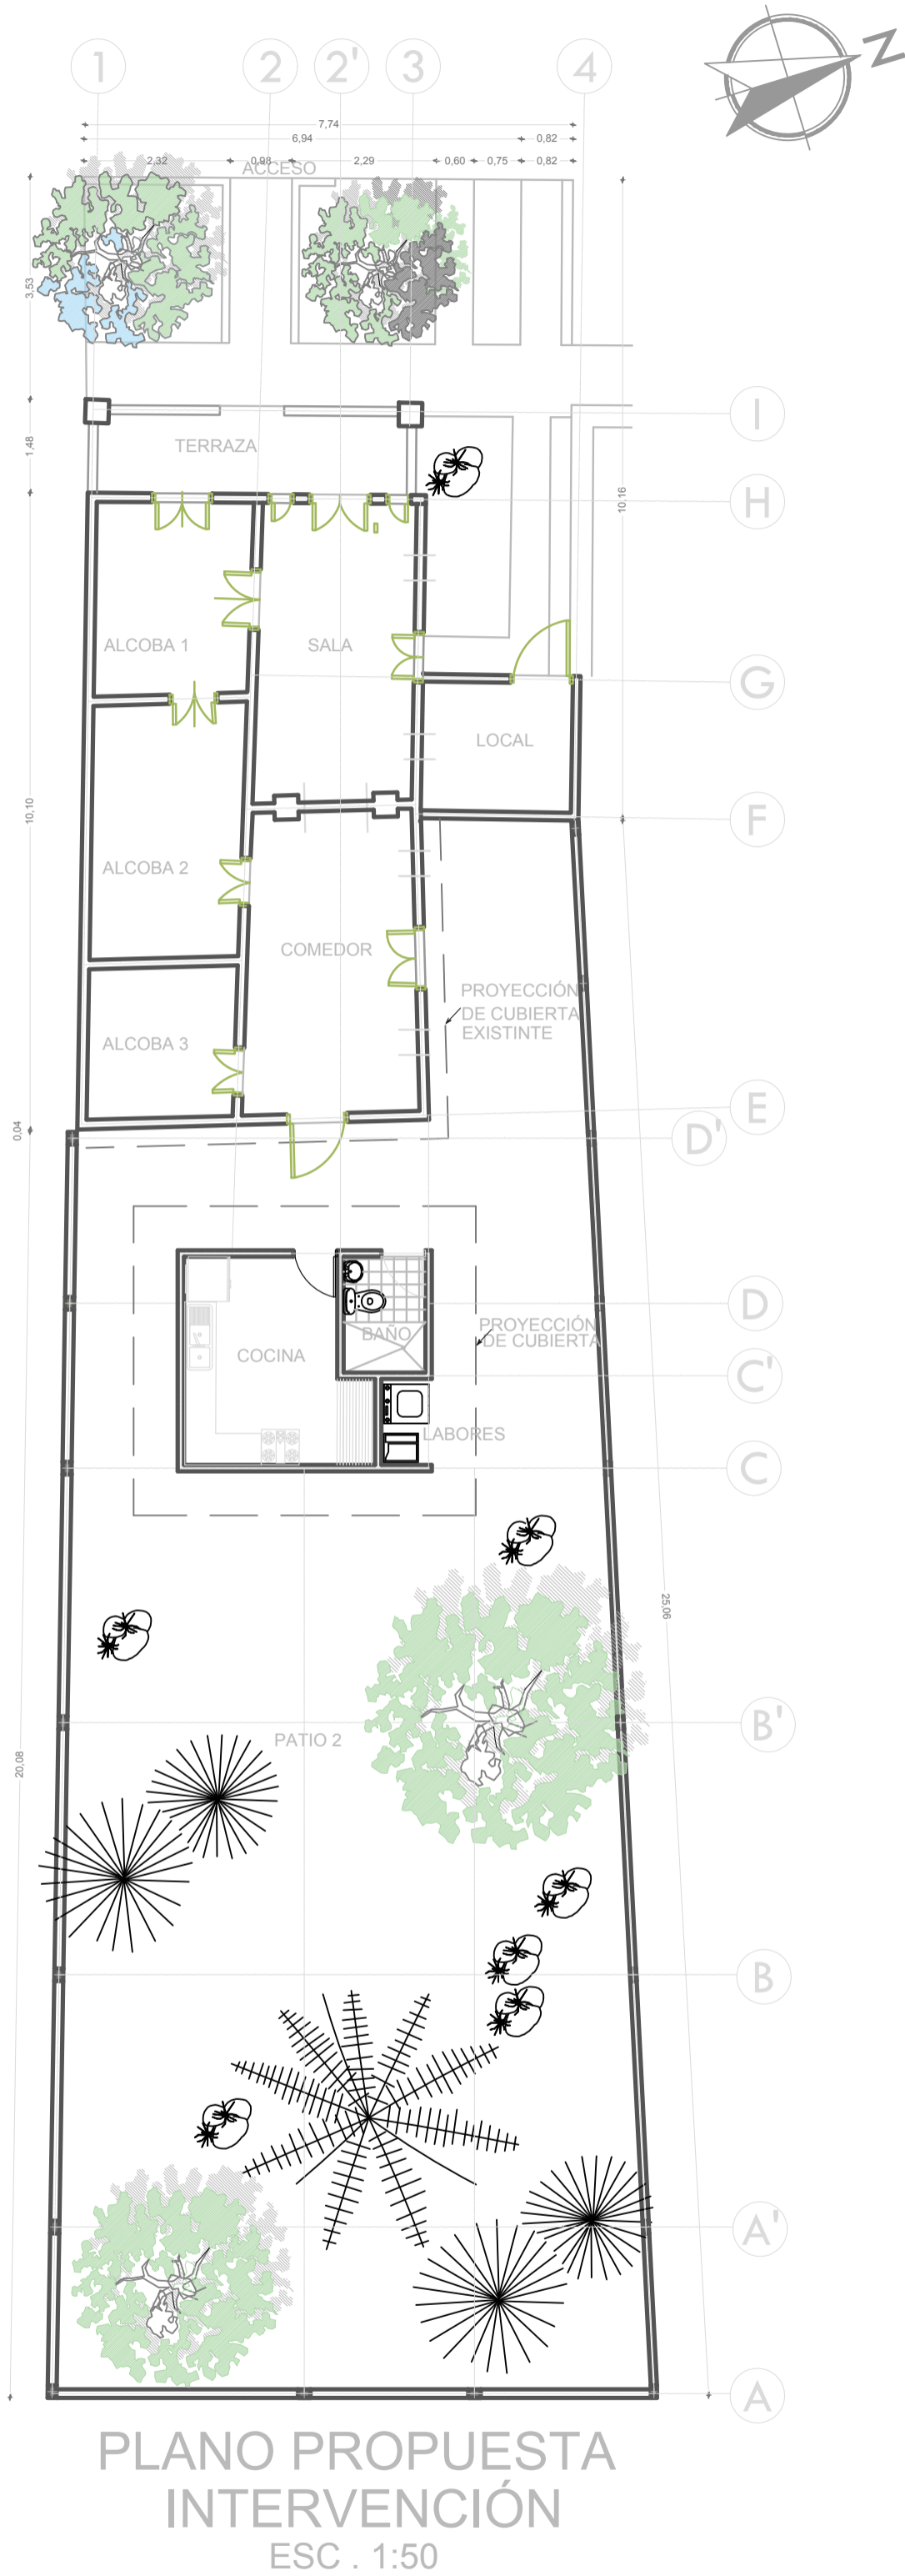 N
1
2
2'
3
4
7,74
6,94
0,82
2,32
0,98
2,29
0,60
0,75
0,82
ACCESO
3,53
I
TERRAZA
1,48
H
10,16
ALCOBA 1
SALA
G
LOCAL
10,10
F
ALCOBA 2
COMEDOR
PROYECCIÓN
DE CUBIERTA
EXISTINTE
ALCOBA 3
E
0,04
D'
D
PROYECCIÓN
DE CUBIERTA
BAÑO
COCINA
C'
LABORES
C
25,06
B'
PATIO 2
20,08
B
A'
A
PLANO PROPUESTA
INTERVENCIÓN
ESC . 1:50